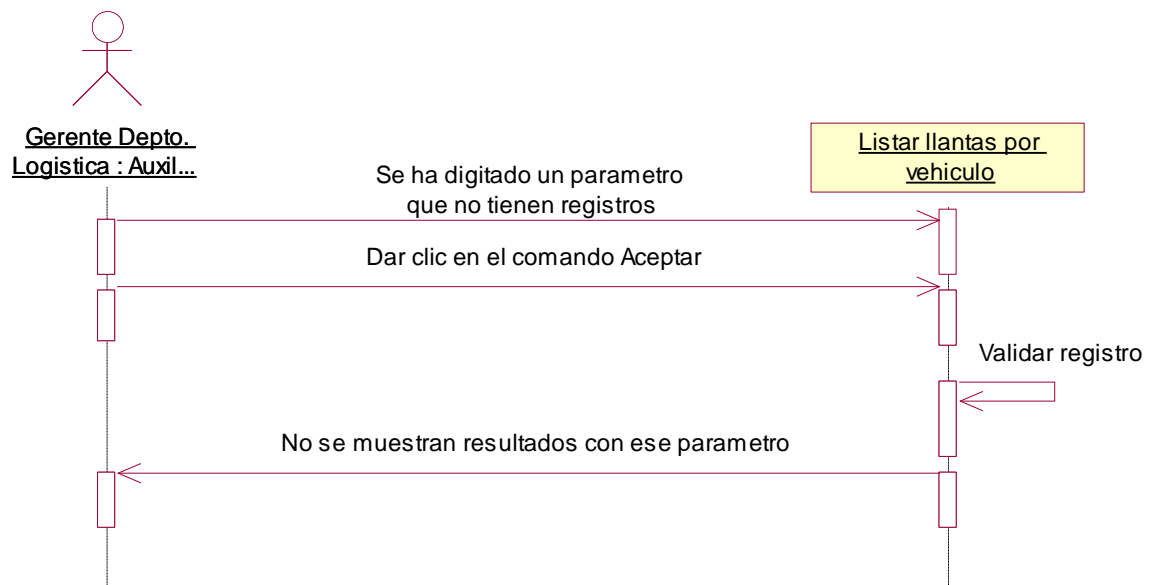 Gerente Depto.
Logistica : Auxil...
Listar llantas por
vehiculo
Se ha digitado un parametro
que no tienen registros
Dar clic en el comando Aceptar
Validar registro
No se muestran resultados con ese parametro